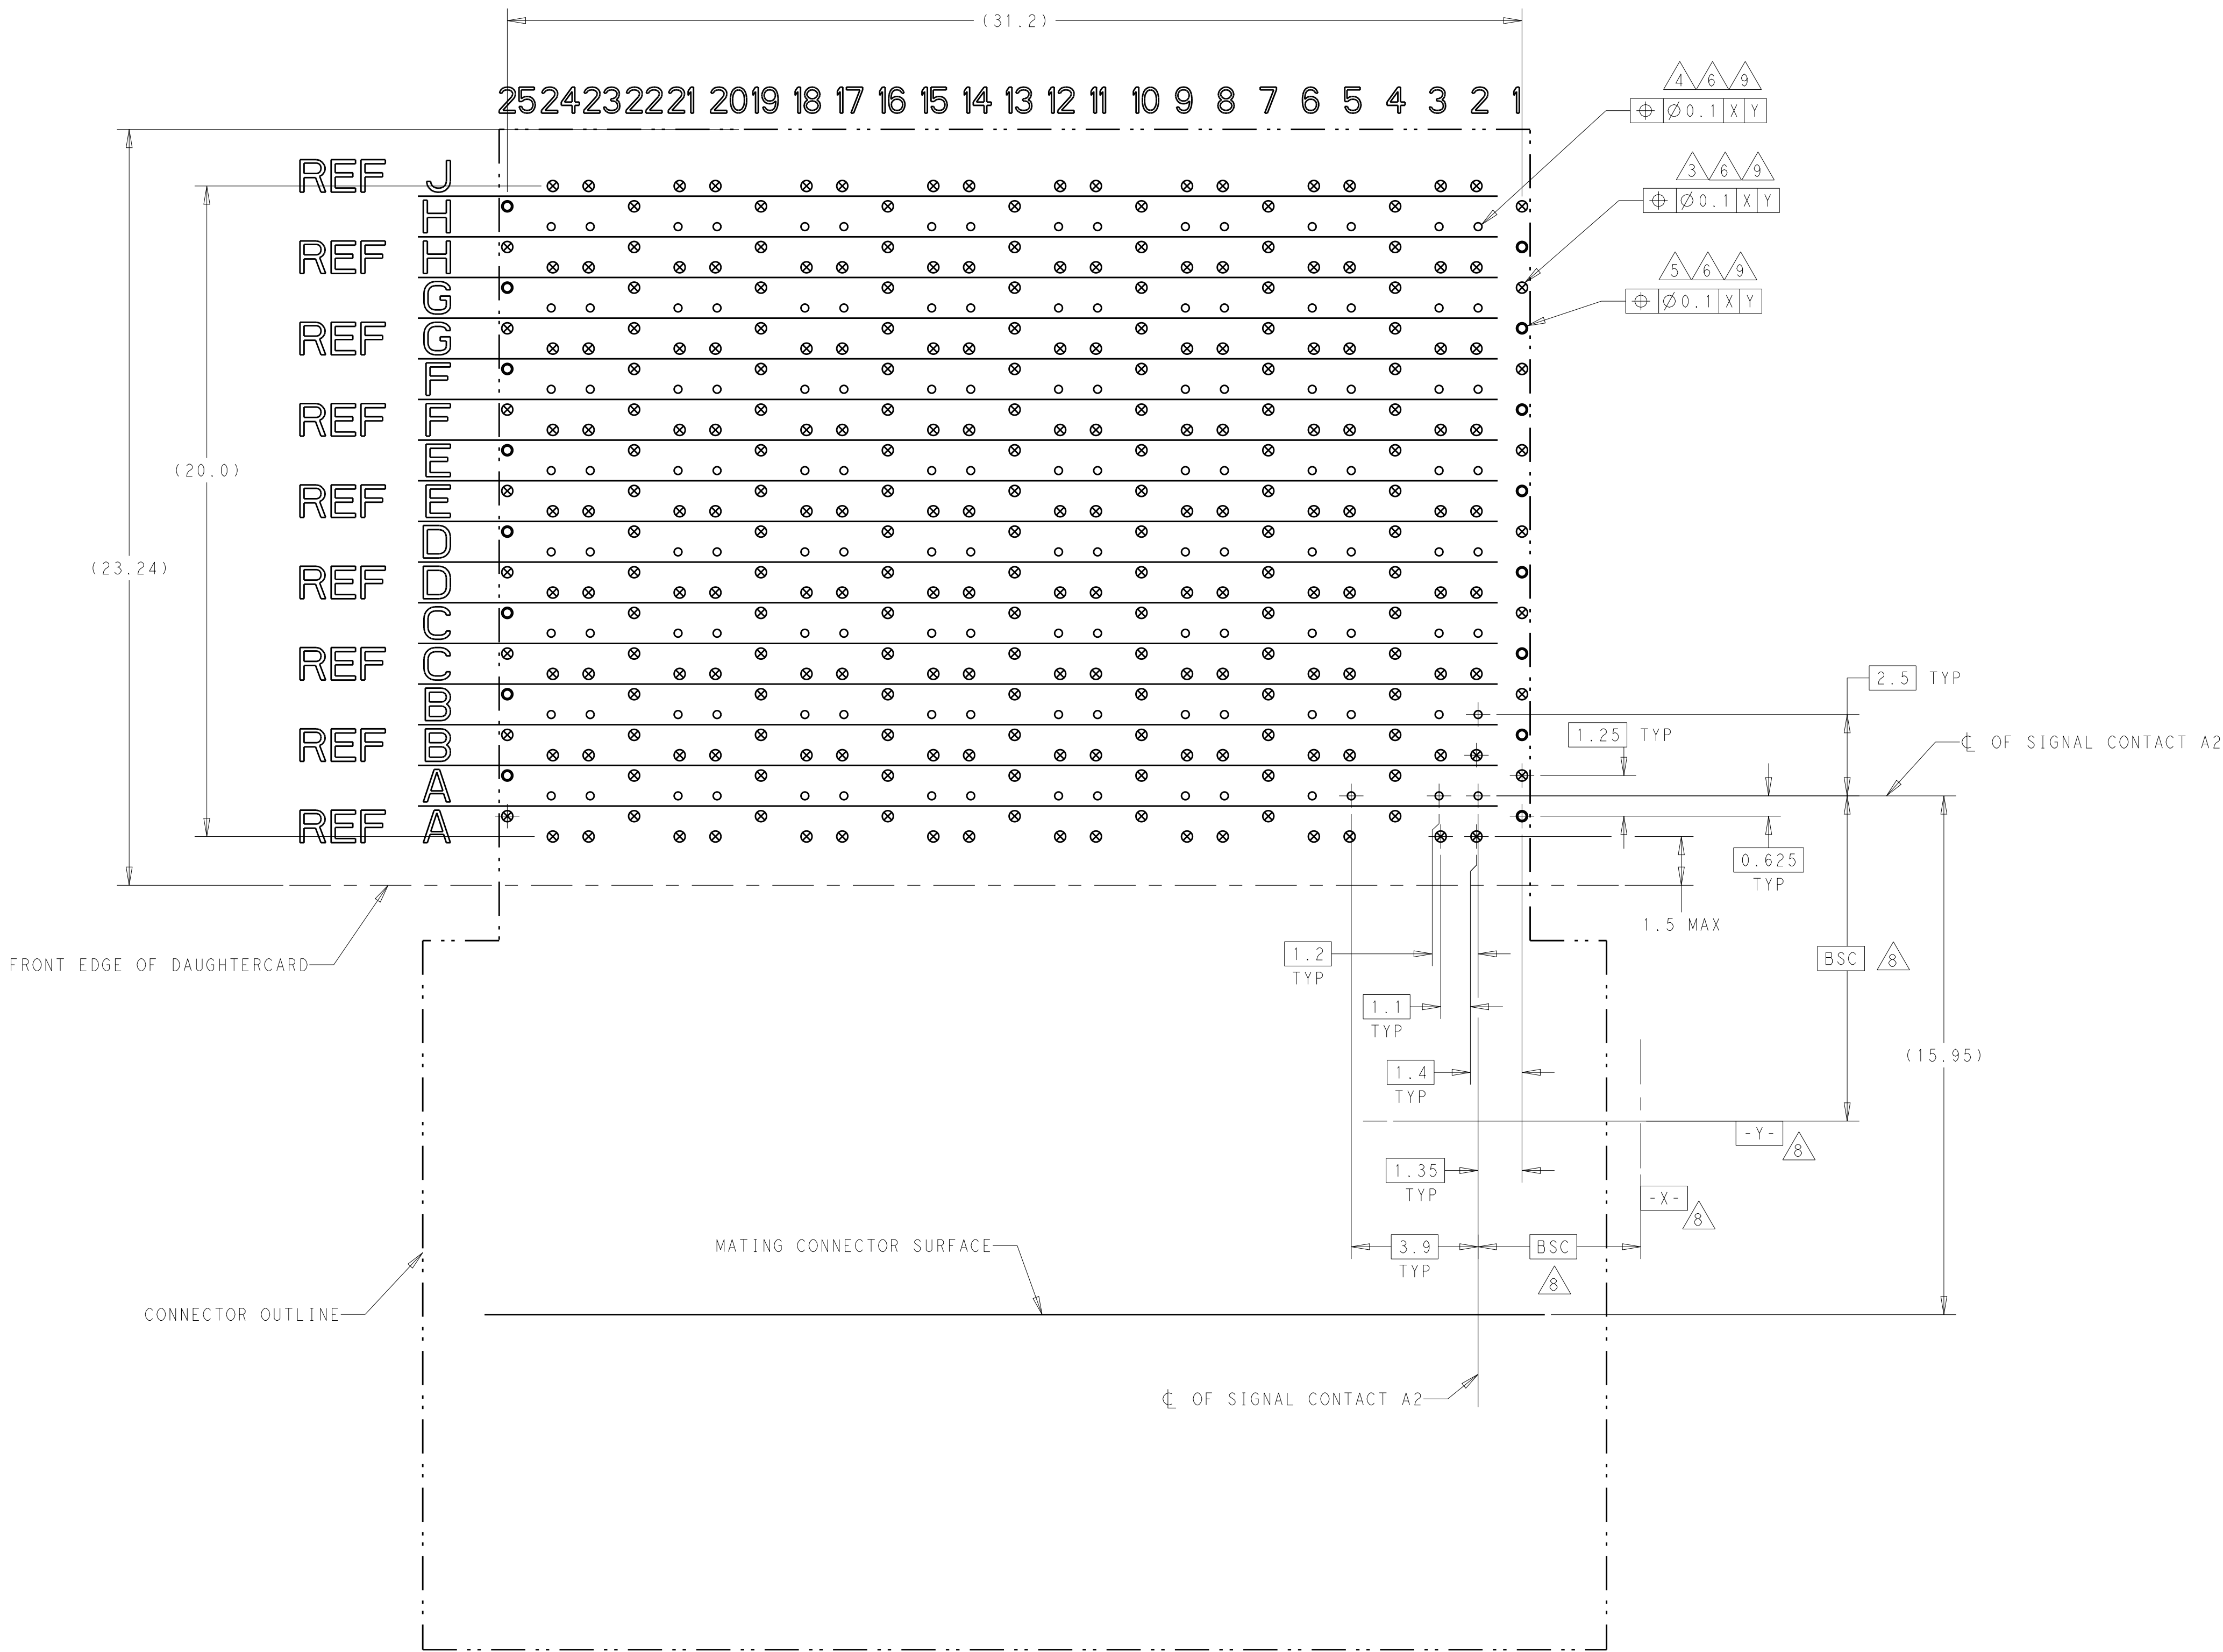 (31.2)
25 24 23 22 21 20 19 18 17 16 15 14 13 12 11 10 9 8 7 6 5 4 3 2 1
4 6 9
⌖ Ø0.1 X Y
3 6 9
⌖ Ø0.1 X Y
5 6 9
⌖ Ø0.1 X Y
REF J
H
REF H
G
REF G
F
REF F
E
REF E
D
REF D
C
REF C
B
REF B
A
REF A
(20.0)
(23.24)
2.5 TYP
1.25 TYP
℄ OF SIGNAL CONTACT A2
0.625
TYP
1.5 MAX
FRONT EDGE OF DAUGHTERCARD
1.2
TYP
BSC 8
1.1
TYP
(15.95)
1.4
TYP
-Y-
8
1.35
TYP
-X-
8
MATING CONNECTOR SURFACE
3.9
TYP
BSC
8
CONNECTOR OUTLINE
℄ OF SIGNAL CONTACT A2